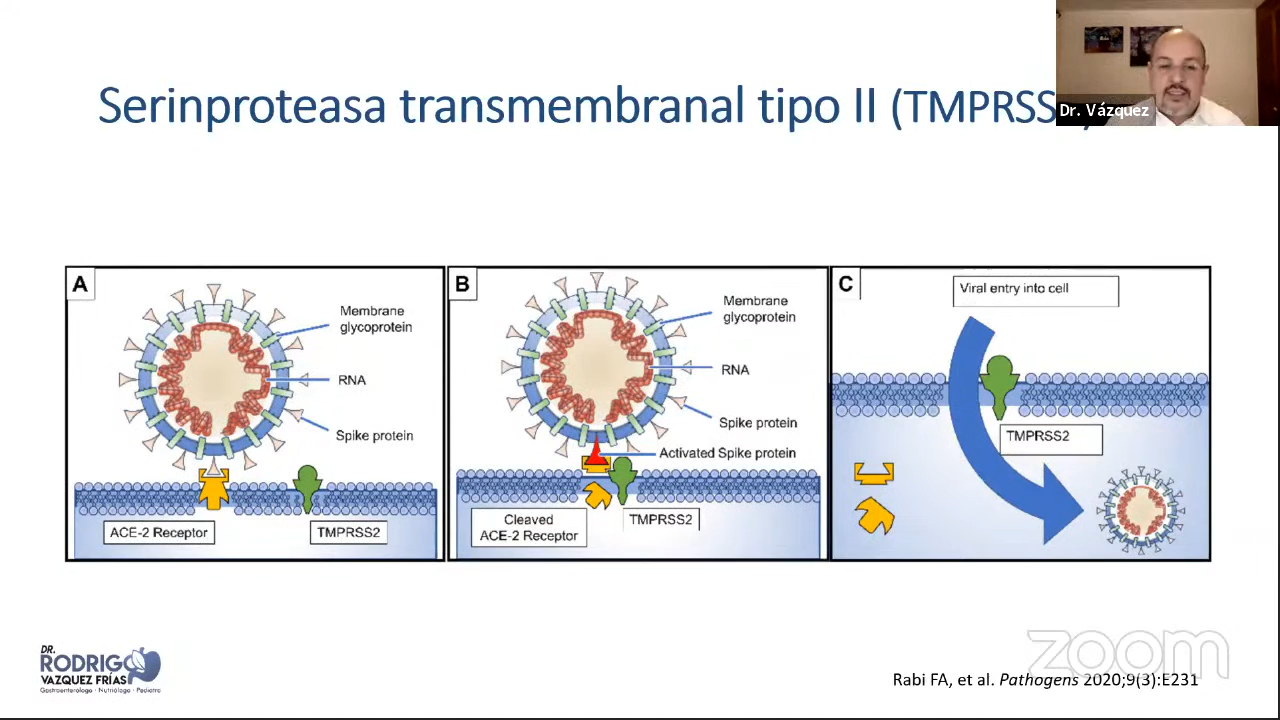 Serinproteasa transmembranal tipo II (TMPRSS
Dr. Vázquez
A
Membrane
glycoprotein
RNA
Spike protein
ACE-2 Receptor
TMPRSS2
B
Membrane
glycoprotein
RNA
Spike protein
Activated Spike protein
Cleaved
ACE-2 Receptor
TMPRSS2
C
Viral entry into cell
TMPRSS2
DR.
RODRIGO
VAZQUEZ FRÍAS
Gastroenterólogo · Nutriólogo · Pediatra
zoom
Rabi FA, et al. Pathogens 2020;9(3):E231